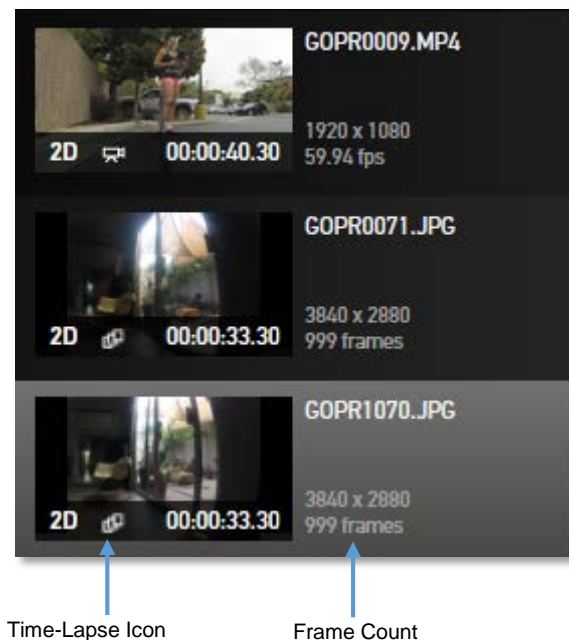 GOPR0009.MP4
1920 x 1080
59.94 fps
2D 00:00:40.30
GOPR0071.JPG
3840 x 2880
999 frames
2D 00:00:33.30
GOPR1070.JPG
3840 x 2880
999 frames
2D 00:00:33.30
Time-Lapse Icon
Frame Count